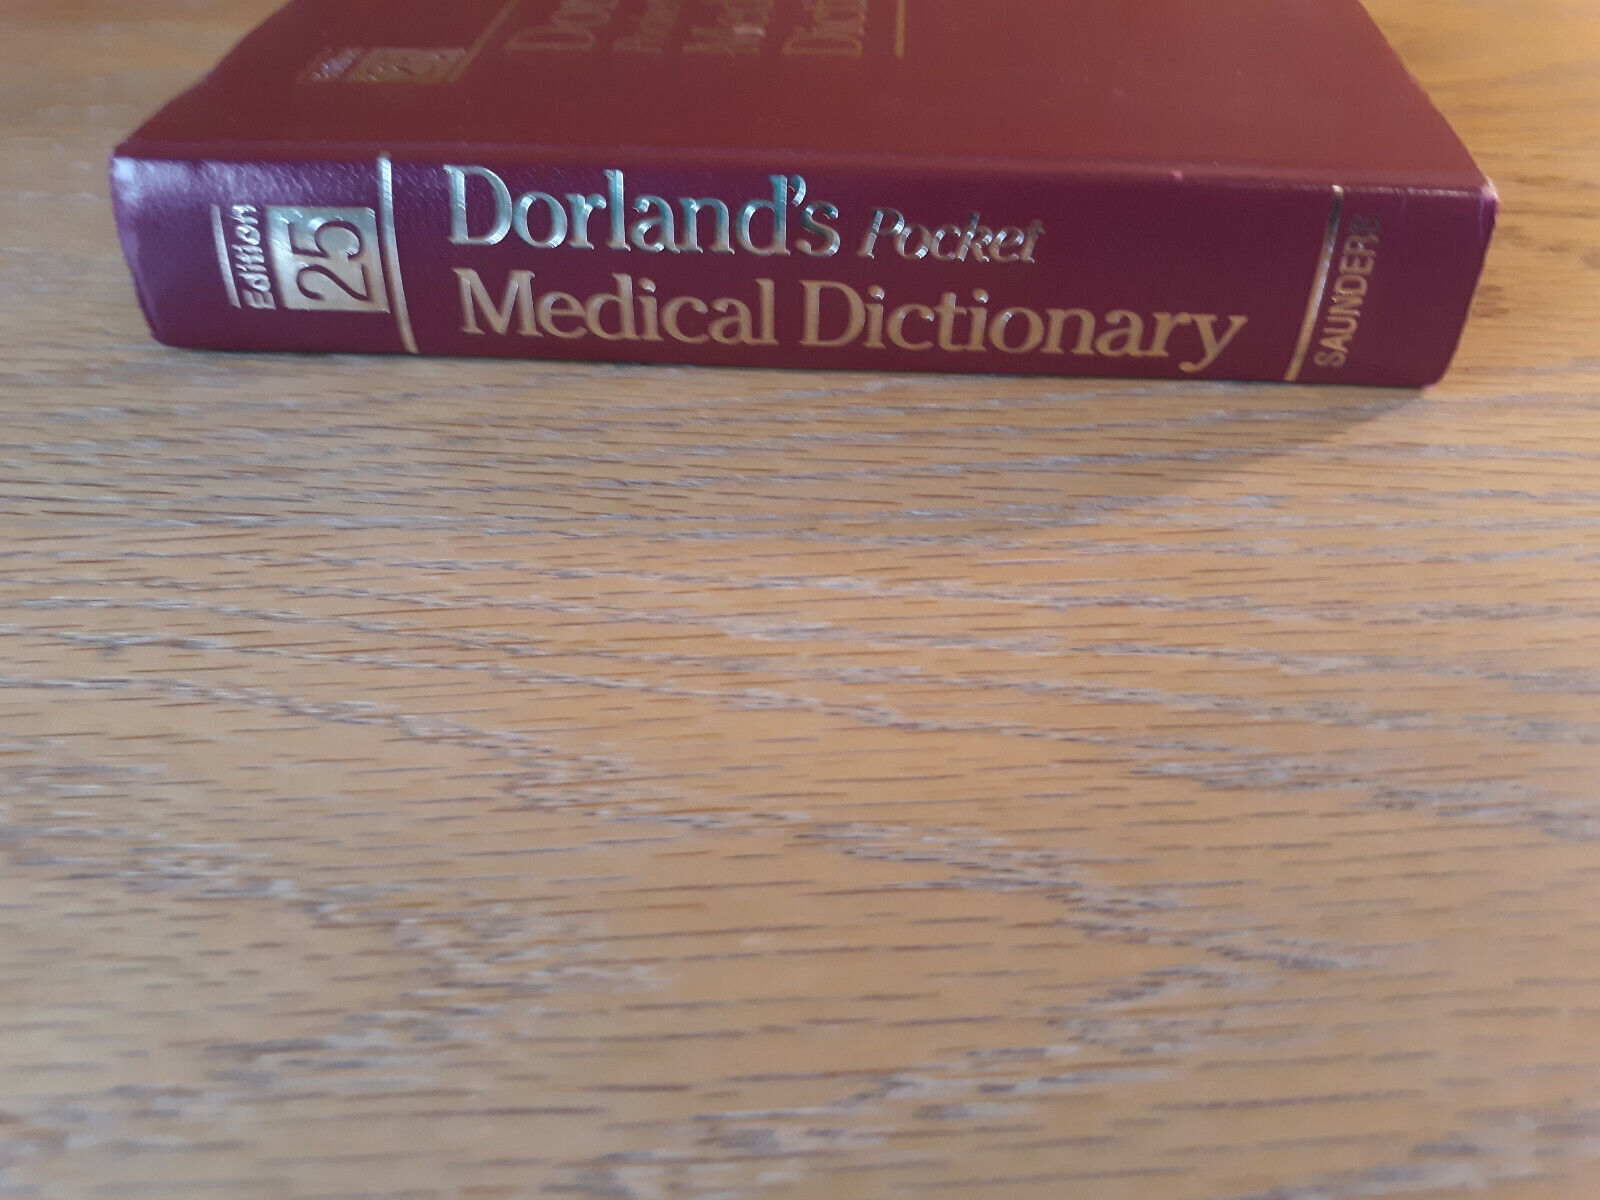 Edition
25
Dorland's Pocket
Medical Dictionary
SAUNDERS